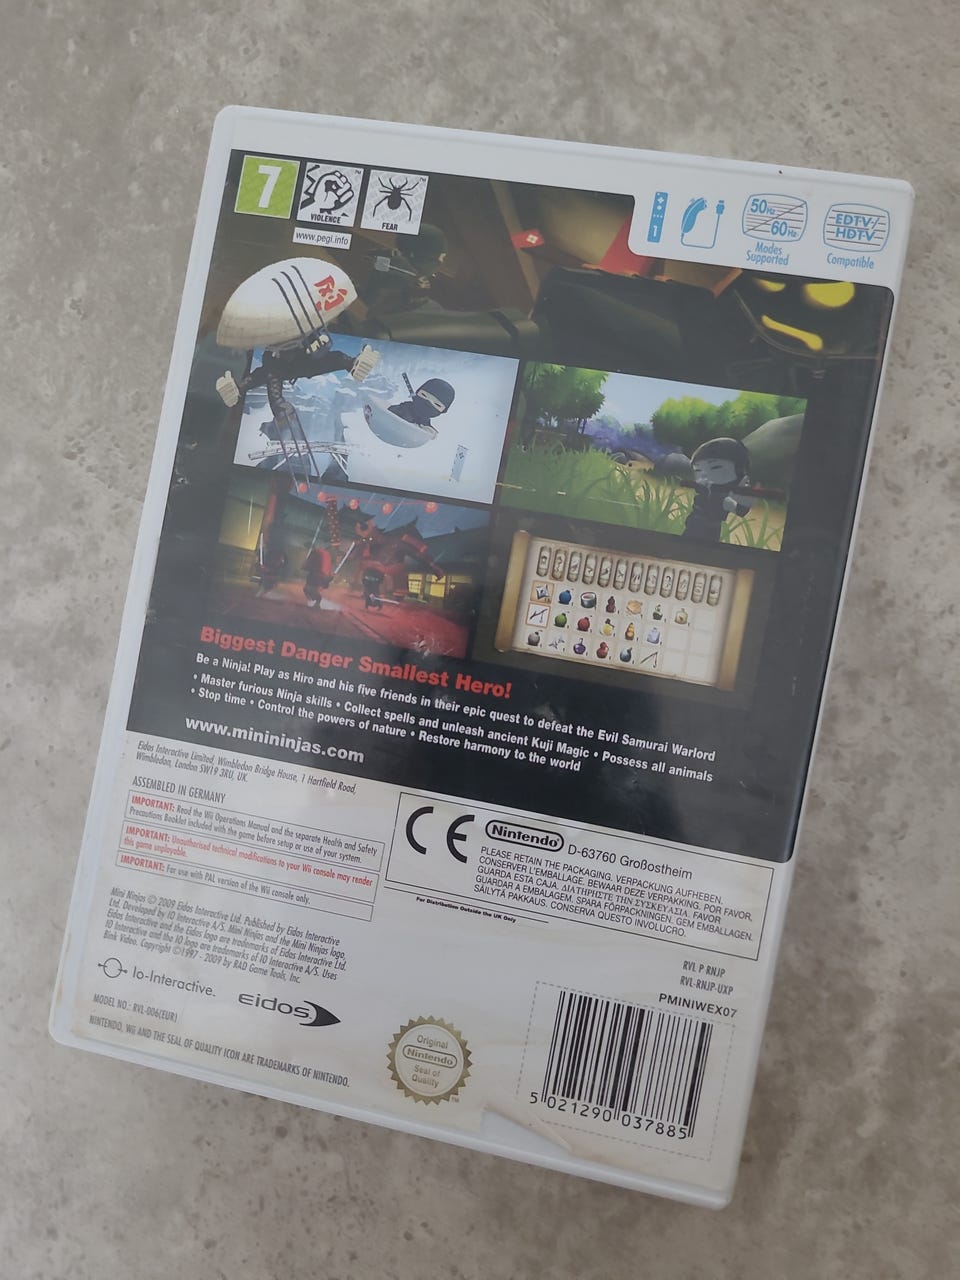 7
VIOLENCE
FEAR
www.pegi.info
50Hz
60Hz
Modes
Supported
EDTV/
HDTV
Compatible
Biggest Danger Smallest Hero!
Be a Ninja! Play as Hiro and his five friends in their epic quest to defeat the Evil Samurai Warlord
• Master furious Ninja skills • Collect spells and unleash ancient Kuji Magic • Possess all animals
• Stop time • Control the powers of nature • Restore harmony to the world
www.minininjas.com
Eidos Interactive Limited, Wimbledon Bridge House, 1 Hartfield Road,
Wimbledon, London SW19 3RU, UK.
ASSEMBLED IN GERMANY
IMPORTANT: Read the Wii Operations Manual and the separate Health and Safety
Precautions Booklet included with the game before setup or use of your system.
IMPORTANT: Unauthorised technical modifications to your Wii console may render
this game unplayable.
IMPORTANT: For use with PAL version of the Wii console only.
CE
Nintendo
D-63760 Großostheim
PLEASE RETAIN THE PACKAGING. VERPACKUNG AUFHEBEN.
CONSERVER L'EMBALLAGE. BEWAAR DEZE VERPAKKING. POR FAVOR,
GUARDA ESTA CAJA. ΔΙΑΤΗΡΗΣΤΕ ΤΗΝ ΣΥΣΚΕΥΑΣΙΑ. FAVOR
GUARDAR A EMBALAGEM. SPARA FÖRPACKNINGEN. GEM EMBALLAGEN.
SÄILYTÄ PAKKAUS. CONSERVA QUESTO INVOLUCRO.
For Distribution Outside the UK Only
Mini Ninjas © 2009 Eidos Interactive Ltd. Published by Eidos Interactive
Ltd. Developed by IO Interactive A/S. Mini Ninjas and the Mini Ninjas logo,
Eidos Interactive and the Eidos logo are trademarks of Eidos Interactive Ltd.
IO Interactive and the IO logo are trademarks of IO Interactive A/S. Uses
Bink Video. Copyright ©1997 - 2009 by RAD Game Tools, Inc.
Io-Interactive.
eidos
MODEL NO.: RVL-006(EUR)
NINTENDO, Wii AND THE SEAL OF QUALITY ICON ARE TRADEMARKS OF NINTENDO.
Original
Nintendo
Seal of
Quality
TM
RVL P RNJP
RVL-RNJP-UXP
PMINIWEX07
5 021290 037885